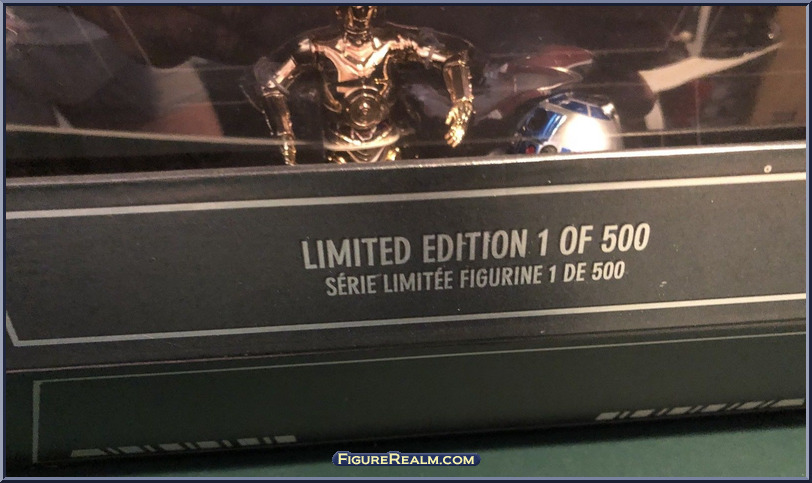 LIMITED EDITION 1 OF 500
SÉRIE LIMITÉE FIGURINE 1 DE 500
FIGUREREALM.COM